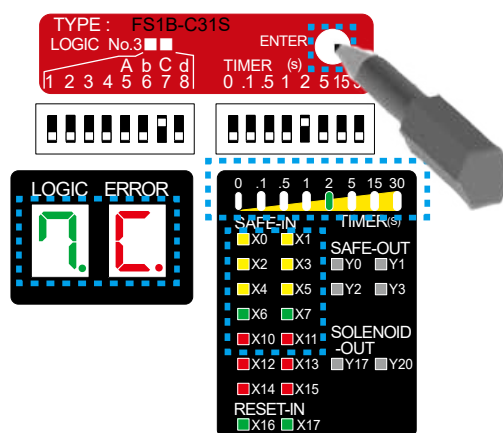 TYPE : FS1B-C31S
LOGIC No.3■■
ENTER
A b C d
1 2 3 4 5 6 7 8
TIMER (s)
0 .1 .5 1 2 5 15 3
LOGIC ERROR
7. C.
0 .1 .5 1 2 5 15 30
SAFE-IN TIMER(s)
X0 X1
SAFE-OUT
X2 X3 Y0 Y1
X4 X5 Y2 Y3
X6 X7
SOLENOID
X10 X11 -OUT
X12 X13 Y17 Y20
X14 X15
RESET-IN
X16 X17